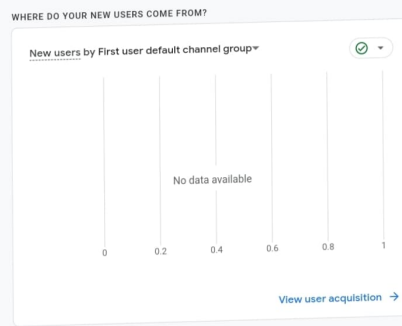 WHERE DO YOUR NEW USERS COME FROM?
New users by First user default channel group
No data available
0 0.2 0.4 0.6 0.8 1
View user acquisition